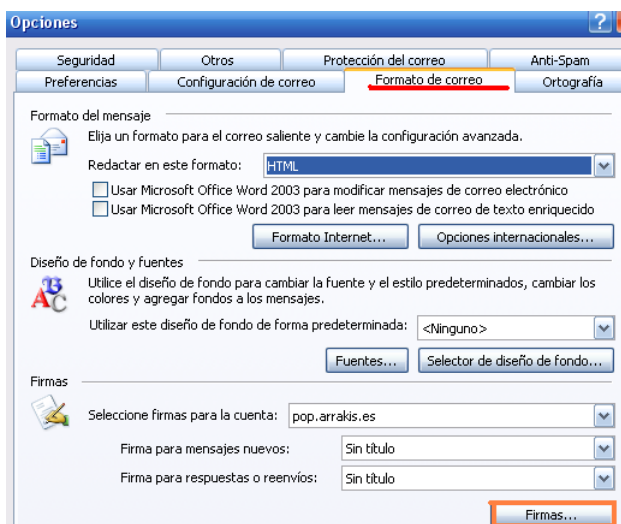 Opciones
?
Seguridad Otros Protección del correo Anti-Spam
Preferencias Configuración de correo Formato de correo Ortografía
Formato del mensaje
Elija un formato para el correo saliente y cambie la configuración avanzada.
Redactar en este formato: HTML
Usar Microsoft Office Word 2003 para modificar mensajes de correo electrónico
Usar Microsoft Office Word 2003 para leer mensajes de correo de texto enriquecido
Formato Internet... Opciones internacionales...
Diseño de fondo y fuentes
Utilice el diseño de fondo para cambiar la fuente y el estilo predeterminados, cambiar los
colores y agregar fondos a los mensajes.
Utilizar este diseño de fondo de forma predeterminada: <Ninguno>
Fuentes... Selector de diseño de fondo...
Firmas
Seleccione firmas para la cuenta: pop.arrakis.es
Firma para mensajes nuevos: Sin título
Firma para respuestas o reenvíos: Sin título
Firmas...